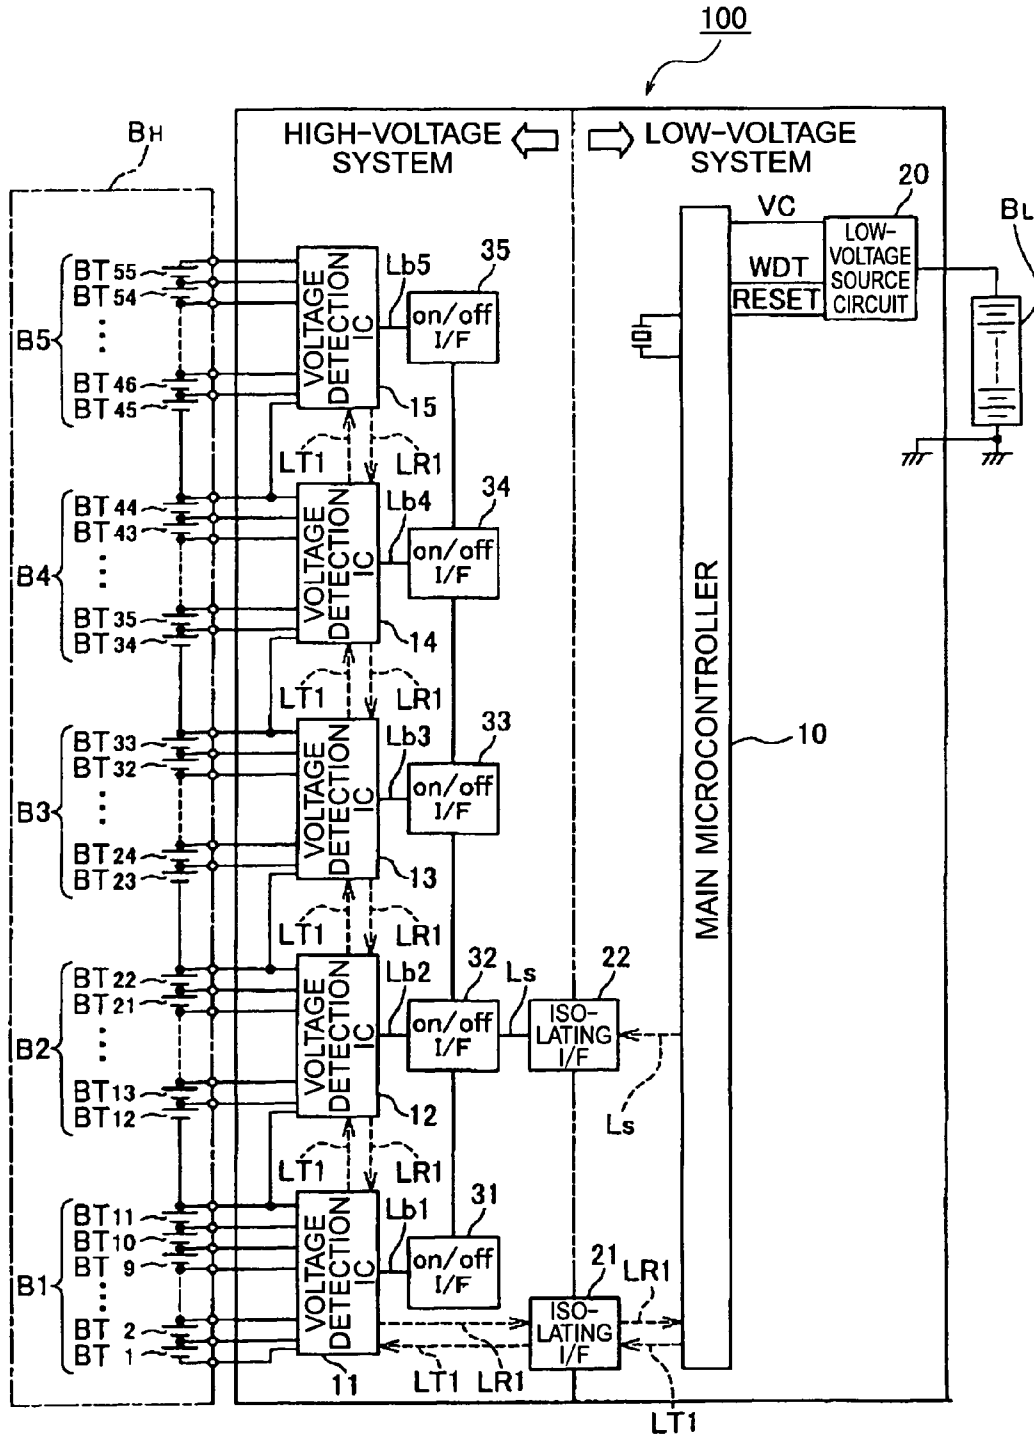 100
HIGH-VOLTAGE
SYSTEM
LOW-VOLTAGE
SYSTEM
BH
20
BL
VC
WDT
RESET
LOW-
VOLTAGE
SOURCE
CIRCUIT
B5
BT55
BT54
BT46
BT45
VOLTAGE
DETECTION
IC
15
Lb5
35
on/off
I/F
LT1
LR1
B4
BT44
BT43
BT35
BT34
VOLTAGE
DETECTION
IC
14
Lb4
34
on/off
I/F
LT1
LR1
B3
BT33
BT32
BT24
BT23
VOLTAGE
DETECTION
IC
13
Lb3
33
on/off
I/F
LT1
LR1
MAIN MICROCONTROLLER
10
B2
BT22
BT21
BT13
BT12
VOLTAGE
DETECTION
IC
12
Lb2
32
on/off
I/F
Ls
22
ISO-
LATING
I/F
Ls
LT1
LR1
B1
BT11
BT10
BT 9
BT 2
BT 1
VOLTAGE
DETECTION
IC
11
Lb1
31
on/off
I/F
21
ISO-
LATING
I/F
LR1
LT1
LR1
LT1